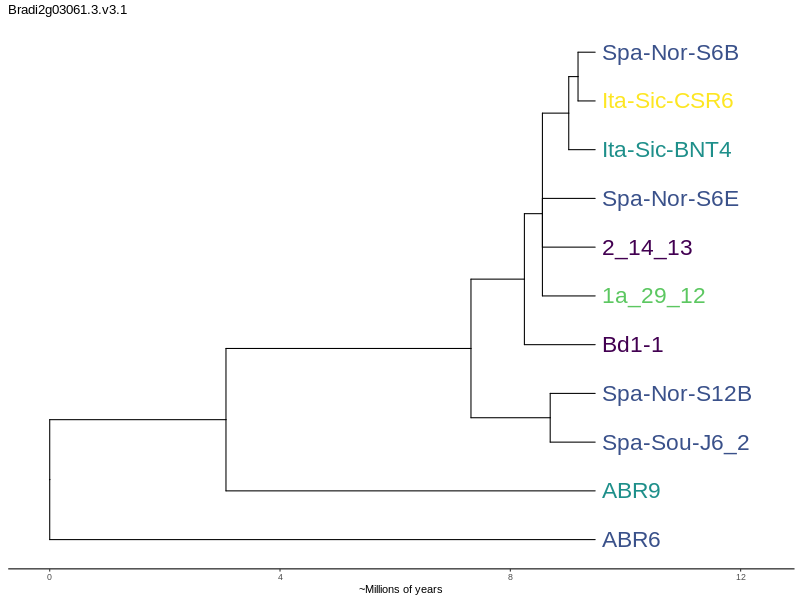 Bradi2g03061.3.v3.1
Spa-Nor-S6B
Ita-Sic-CSR6
Ita-Sic-BNT4
Spa-Nor-S6E
2_14_13
1a_29_12
Bd1-1
Spa-Nor-S12B
Spa-Sou-J6_2
ABR9
ABR6
0 4 8 12
~Millions of years